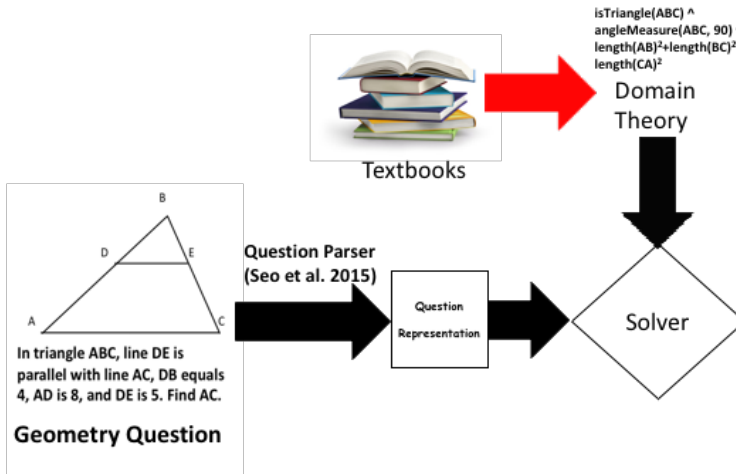 isTriangle(ABC) ^
angleMeasure(ABC, 90)
length(AB)²+length(BC)²
length(CA)²
Domain
Theory
Textbooks
B
D
E
A
C
Question Parser
(Seo et al. 2015)
Question
Representation
Solver
In triangle ABC, line DE is
parallel with line AC, DB equals
4, AD is 8, and DE is 5. Find AC.
Geometry Question